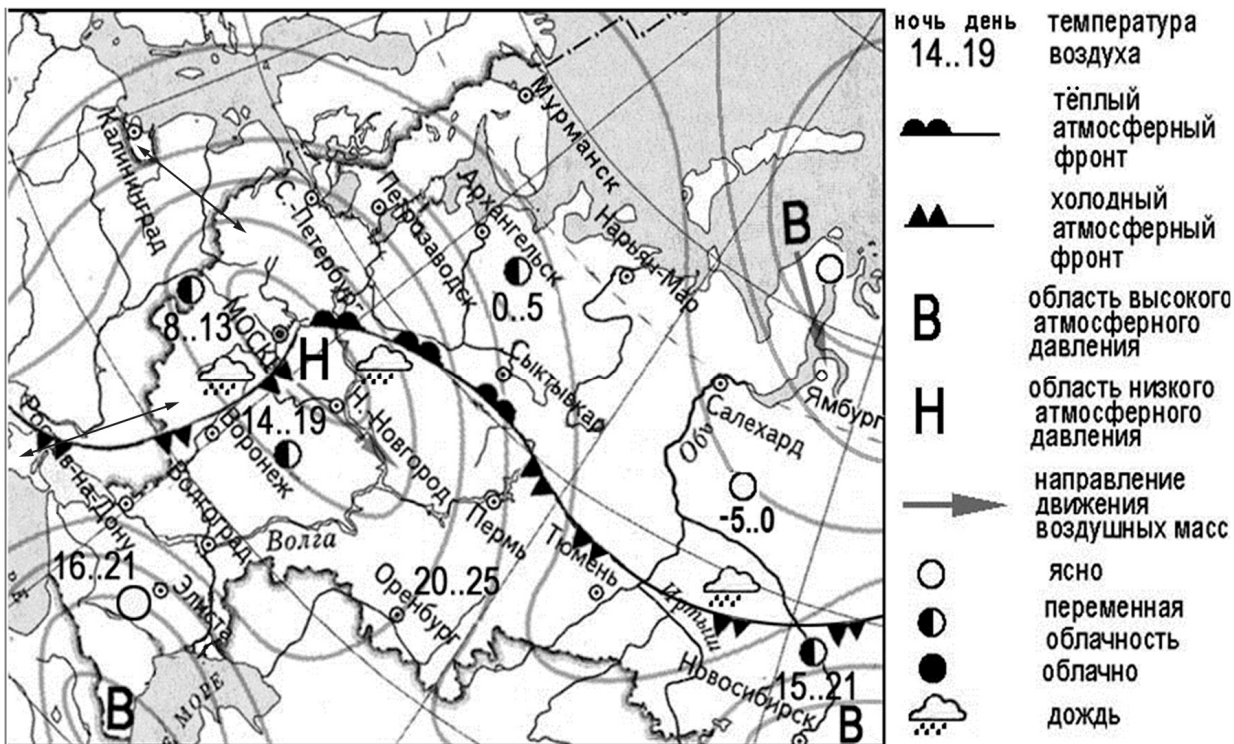 Калининград
С.-Петербург
Петрозаводск
Мурманск
Архангельск
Нарьян-Мар
В
8..13
МОСКВА
0..5
Н
Сыктывкар
Салехард
Ямбург
Обь
Н.-Новгород
14..19
Воронеж
-5..0
Волгоград
Волга
Пермь
Тюмень
16..21
Элиста
Оренбург
20..25
Иртыш
Новосибирск
15..21
В
МОРЕ
В
ночь день
14..19
температура
воздуха
тёплый
атмосферный
фронт
холодный
атмосферный
фронт
В
область высокого
атмосферного
давления
Н
область низкого
атмосферного
давления
направление
движения
воздушных масс
ясно
переменная
облачность
облачно
дождь